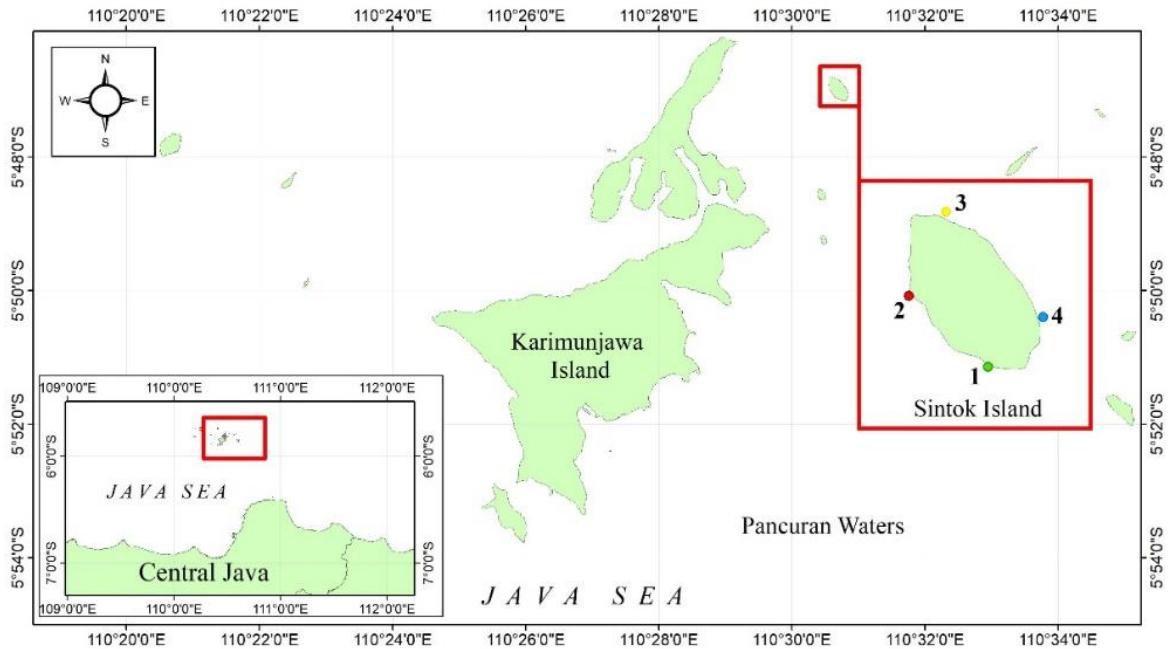 110°20'0"E 110°22'0"E 110°24'0"E 110°26'0"E 110°28'0"E 110°30'0"E 110°32'0"E 110°34'0"E
N
W E
S
5°48'0"S 5°48'0"S
3
5°50'0"S 5°50'0"S
2
4
Karimunjawa
Island
1
Sintok Island
109°0'0"E 110°0'0"E 111°0'0"E 112°0'0"E
5°52'0"S 5°52'0"S
6°0'0"S 6°0'0"S
JAVA SEA
Pancuran Waters
5°54'0"S 5°54'0"S
7°0'0"S 7°0'0"S
Central Java
JAVA SEA
109°0'0"E 110°0'0"E 111°0'0"E 112°0'0"E
110°20'0"E 110°22'0"E 110°24'0"E 110°26'0"E 110°28'0"E 110°30'0"E 110°32'0"E 110°34'0"E